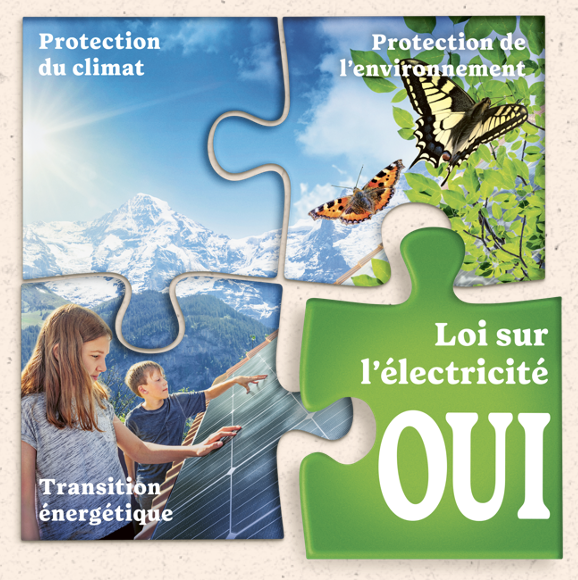 Protection
du climat
Protection de
l'environnement
Transition
énergétique
Loi sur
l'électricité
OUI